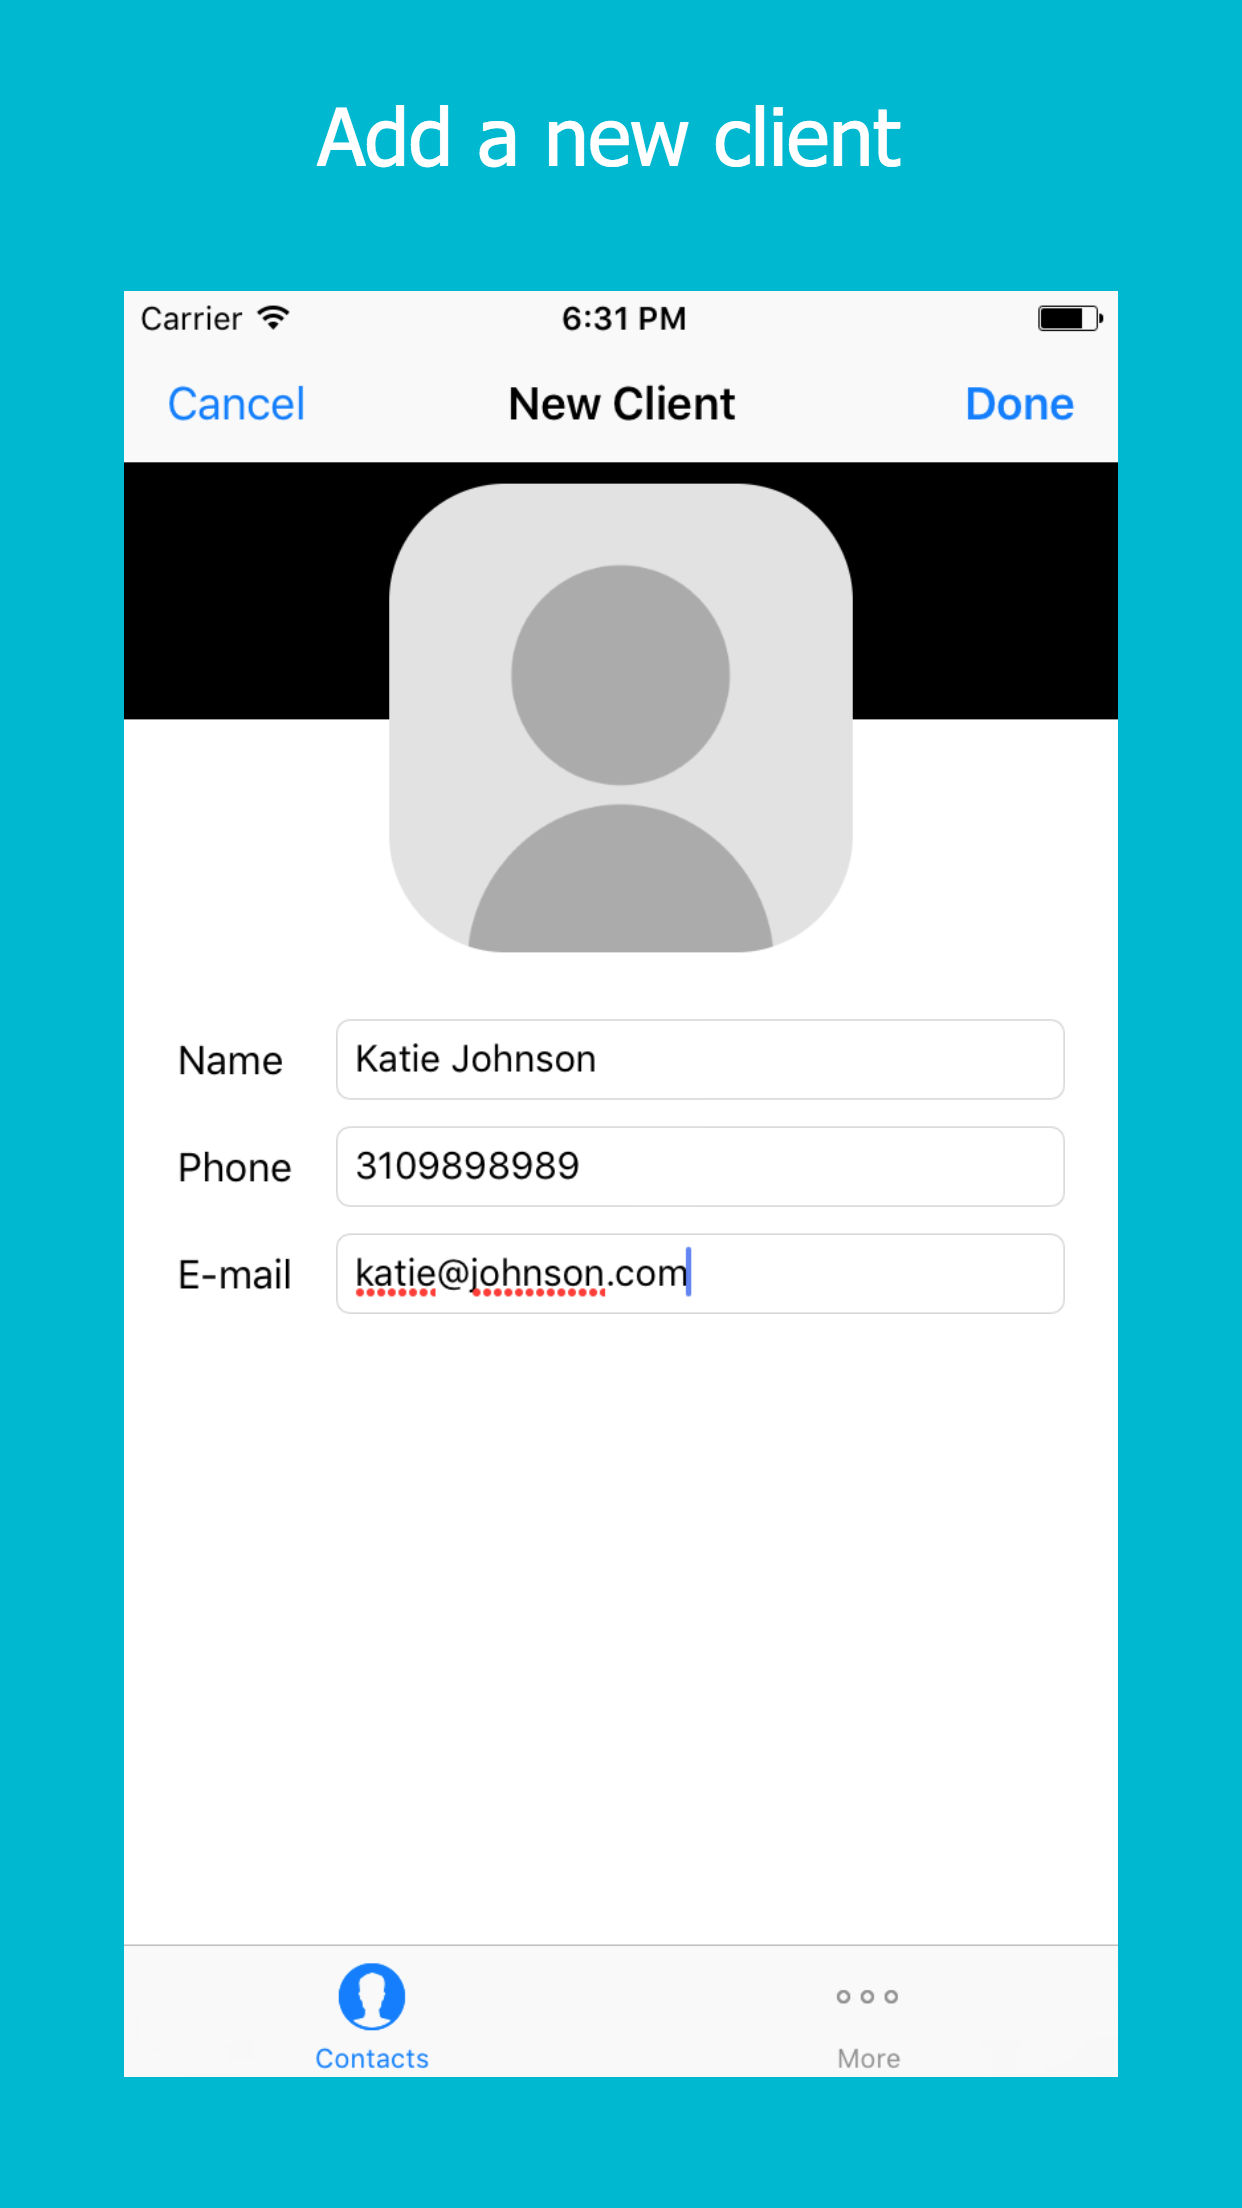 Add a new client
Carrier 6:31 PM
Cancel New Client Done
Name Katie Johnson
Phone 3109898989
E-mail katie@johnson.com
Contacts More